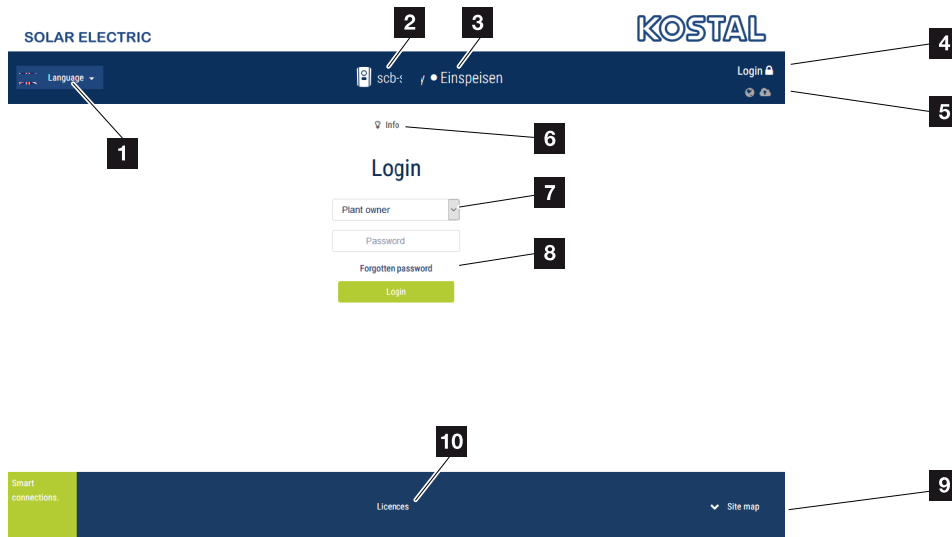 2
3
KOSTAL
SOLAR ELECTRIC
4
Language
Einspeisen
Login
5
1
Info
6
Login
7
Plant owner
Password
8
Forgotten password
Login
10
Smart
connections.
Licences
Site map
9